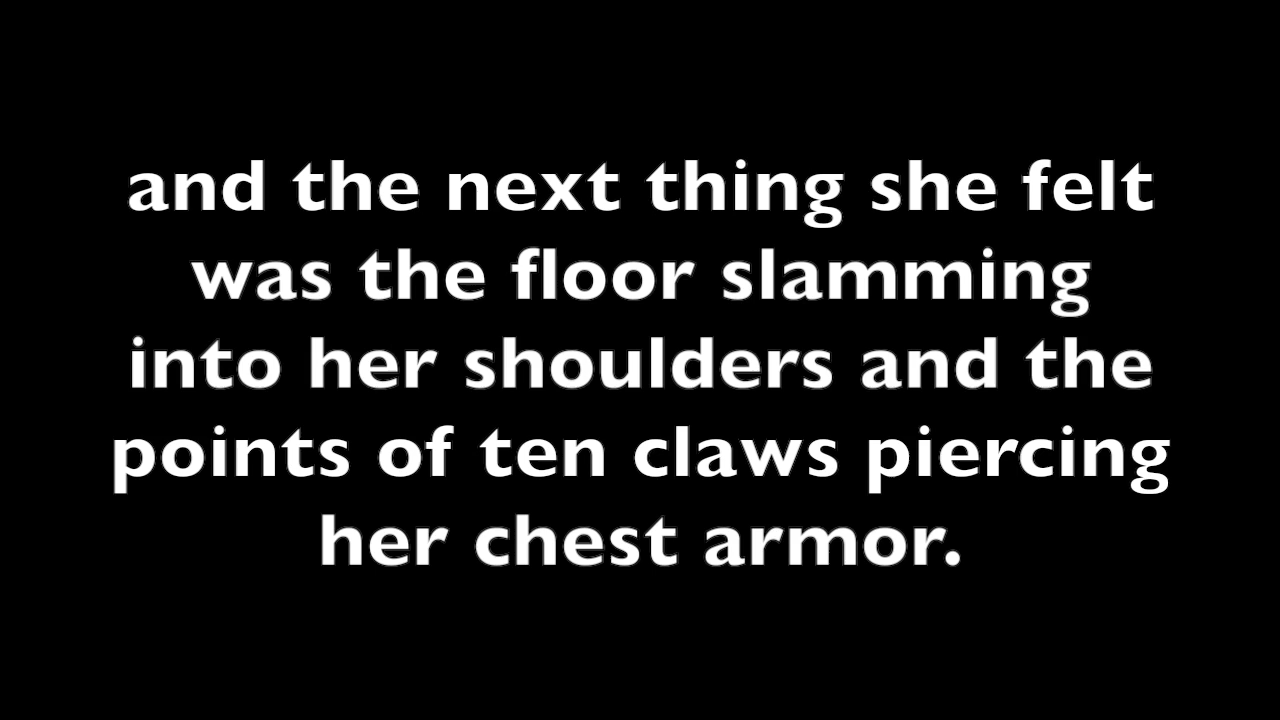 and the next thing she felt
was the floor slamming
into her shoulders and the
points of ten claws piercing
her chest armor.